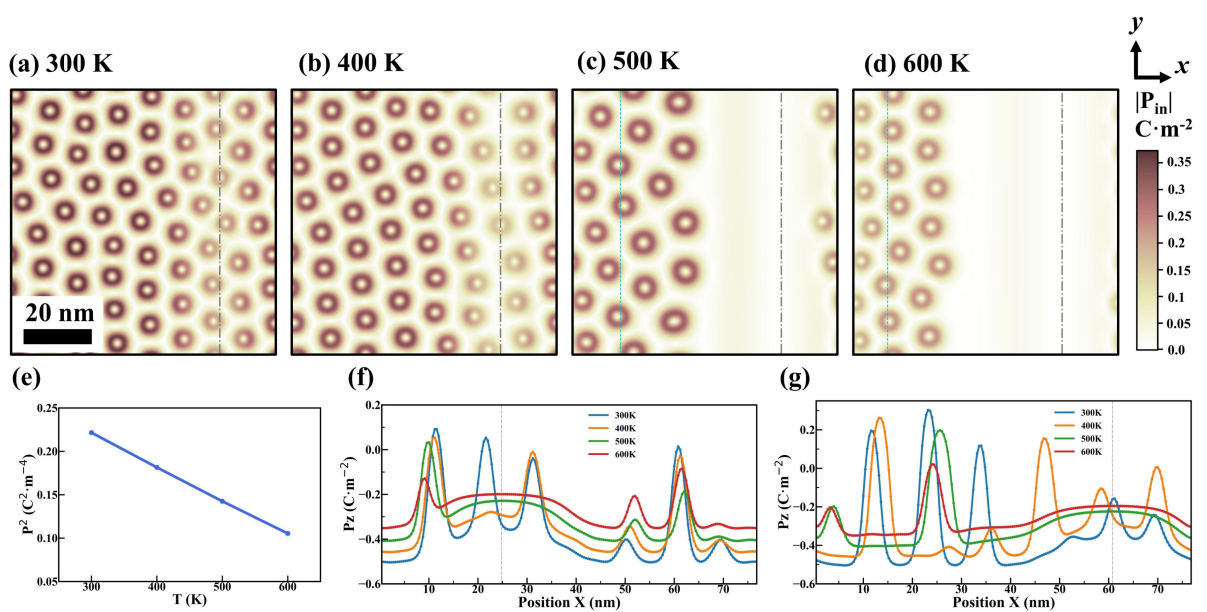 (a) 300 K
(b) 400 K
(c) 500 K
(d) 600 K
y
x
|Pin|
C·m-2
0.35
0.3
0.25
0.2
0.15
0.1
0.05
0.0
20 nm
(e)
(f)
(g)
0.25
0.20
0.15
0.10
0.05
P2 (C2·m−4)
300
400
500
600
T (K)
0.2
0.0
−0.2
−0.4
−0.6
Pz (C·m−2)
300K
400K
500K
600K
0
10
20
30
40
50
60
70
Position X (nm)
0.2
0.0
−0.2
−0.4
−0.6
Pz (C·m−2)
300K
400K
500K
600K
0
10
20
30
40
50
60
70
Position X (nm)